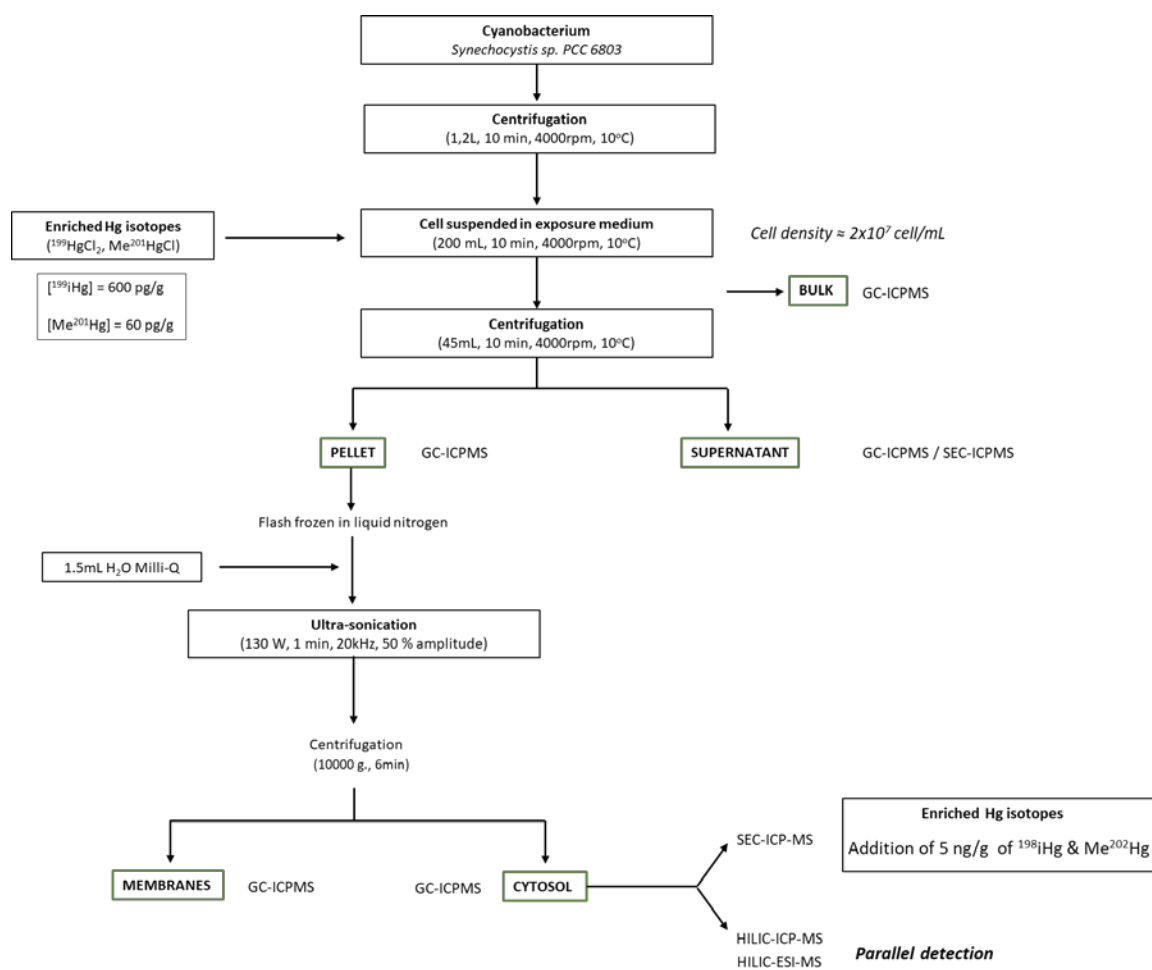 Cyanobacterium
Synechocystis sp. PCC 6803
Centrifugation
(1,2L, 10 min, 4000rpm, 10°C)
Enriched Hg isotopes
(¹⁹⁹HgCl₂, Me²⁰¹HgCl)
Cell suspended in exposure medium
(200 mL, 10 min, 4000rpm, 10°C)
Cell density ≈ 2x10⁷ cell/mL
[¹⁹⁹iHg] = 600 pg/g
[Me²⁰¹Hg] = 60 pg/g
BULK GC-ICPMS
Centrifugation
(45mL, 10 min, 4000rpm, 10°C)
PELLET GC-ICPMS
SUPERNATANT GC-ICPMS / SEC-ICPMS
Flash frozen in liquid nitrogen
1.5mL H₂O Milli-Q
Ultra-sonication
(130 W, 1 min, 20kHz, 50 % amplitude)
Centrifugation
(10000 g., 6min)
Enriched Hg isotopes
Addition of 5 ng/g of ¹⁹⁸iHg & Me²⁰²Hg
SEC-ICP-MS
MEMBRANES GC-ICPMS
GC-ICPMS CYTOSOL
HILIC-ICP-MS
HILIC-ESI-MS
Parallel detection